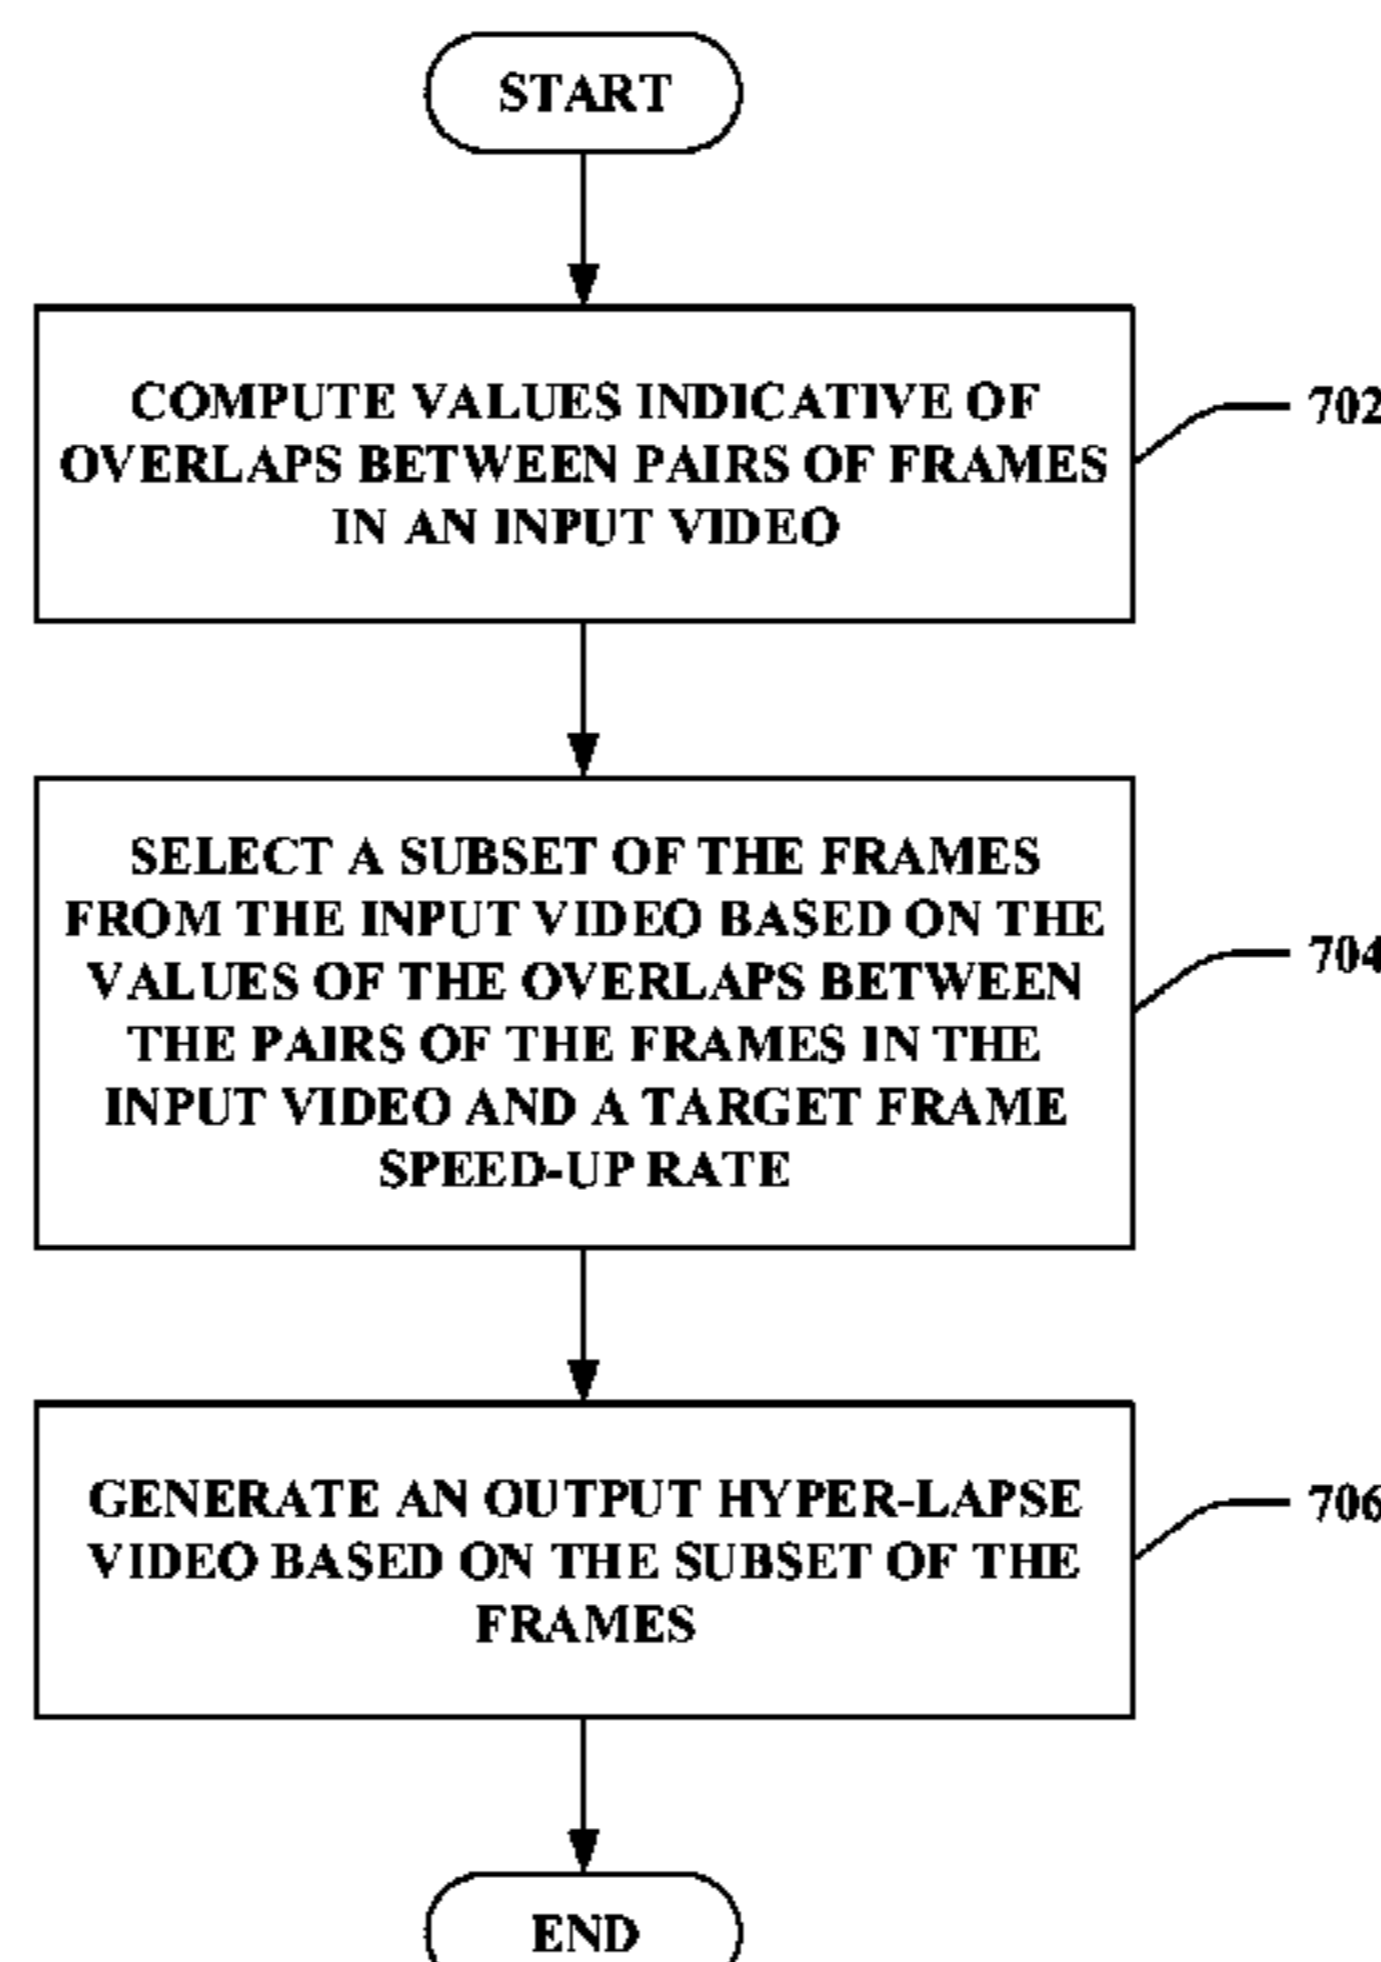 START
COMPUTE VALUES INDICATIVE OF
OVERLAPS BETWEEN PAIRS OF FRAMES
IN AN INPUT VIDEO
702
SELECT A SUBSET OF THE FRAMES
FROM THE INPUT VIDEO BASED ON THE
VALUES OF THE OVERLAPS BETWEEN
THE PAIRS OF THE FRAMES IN THE
INPUT VIDEO AND A TARGET FRAME
SPEED-UP RATE
704
GENERATE AN OUTPUT HYPER-LAPSE
VIDEO BASED ON THE SUBSET OF THE
FRAMES
706
END